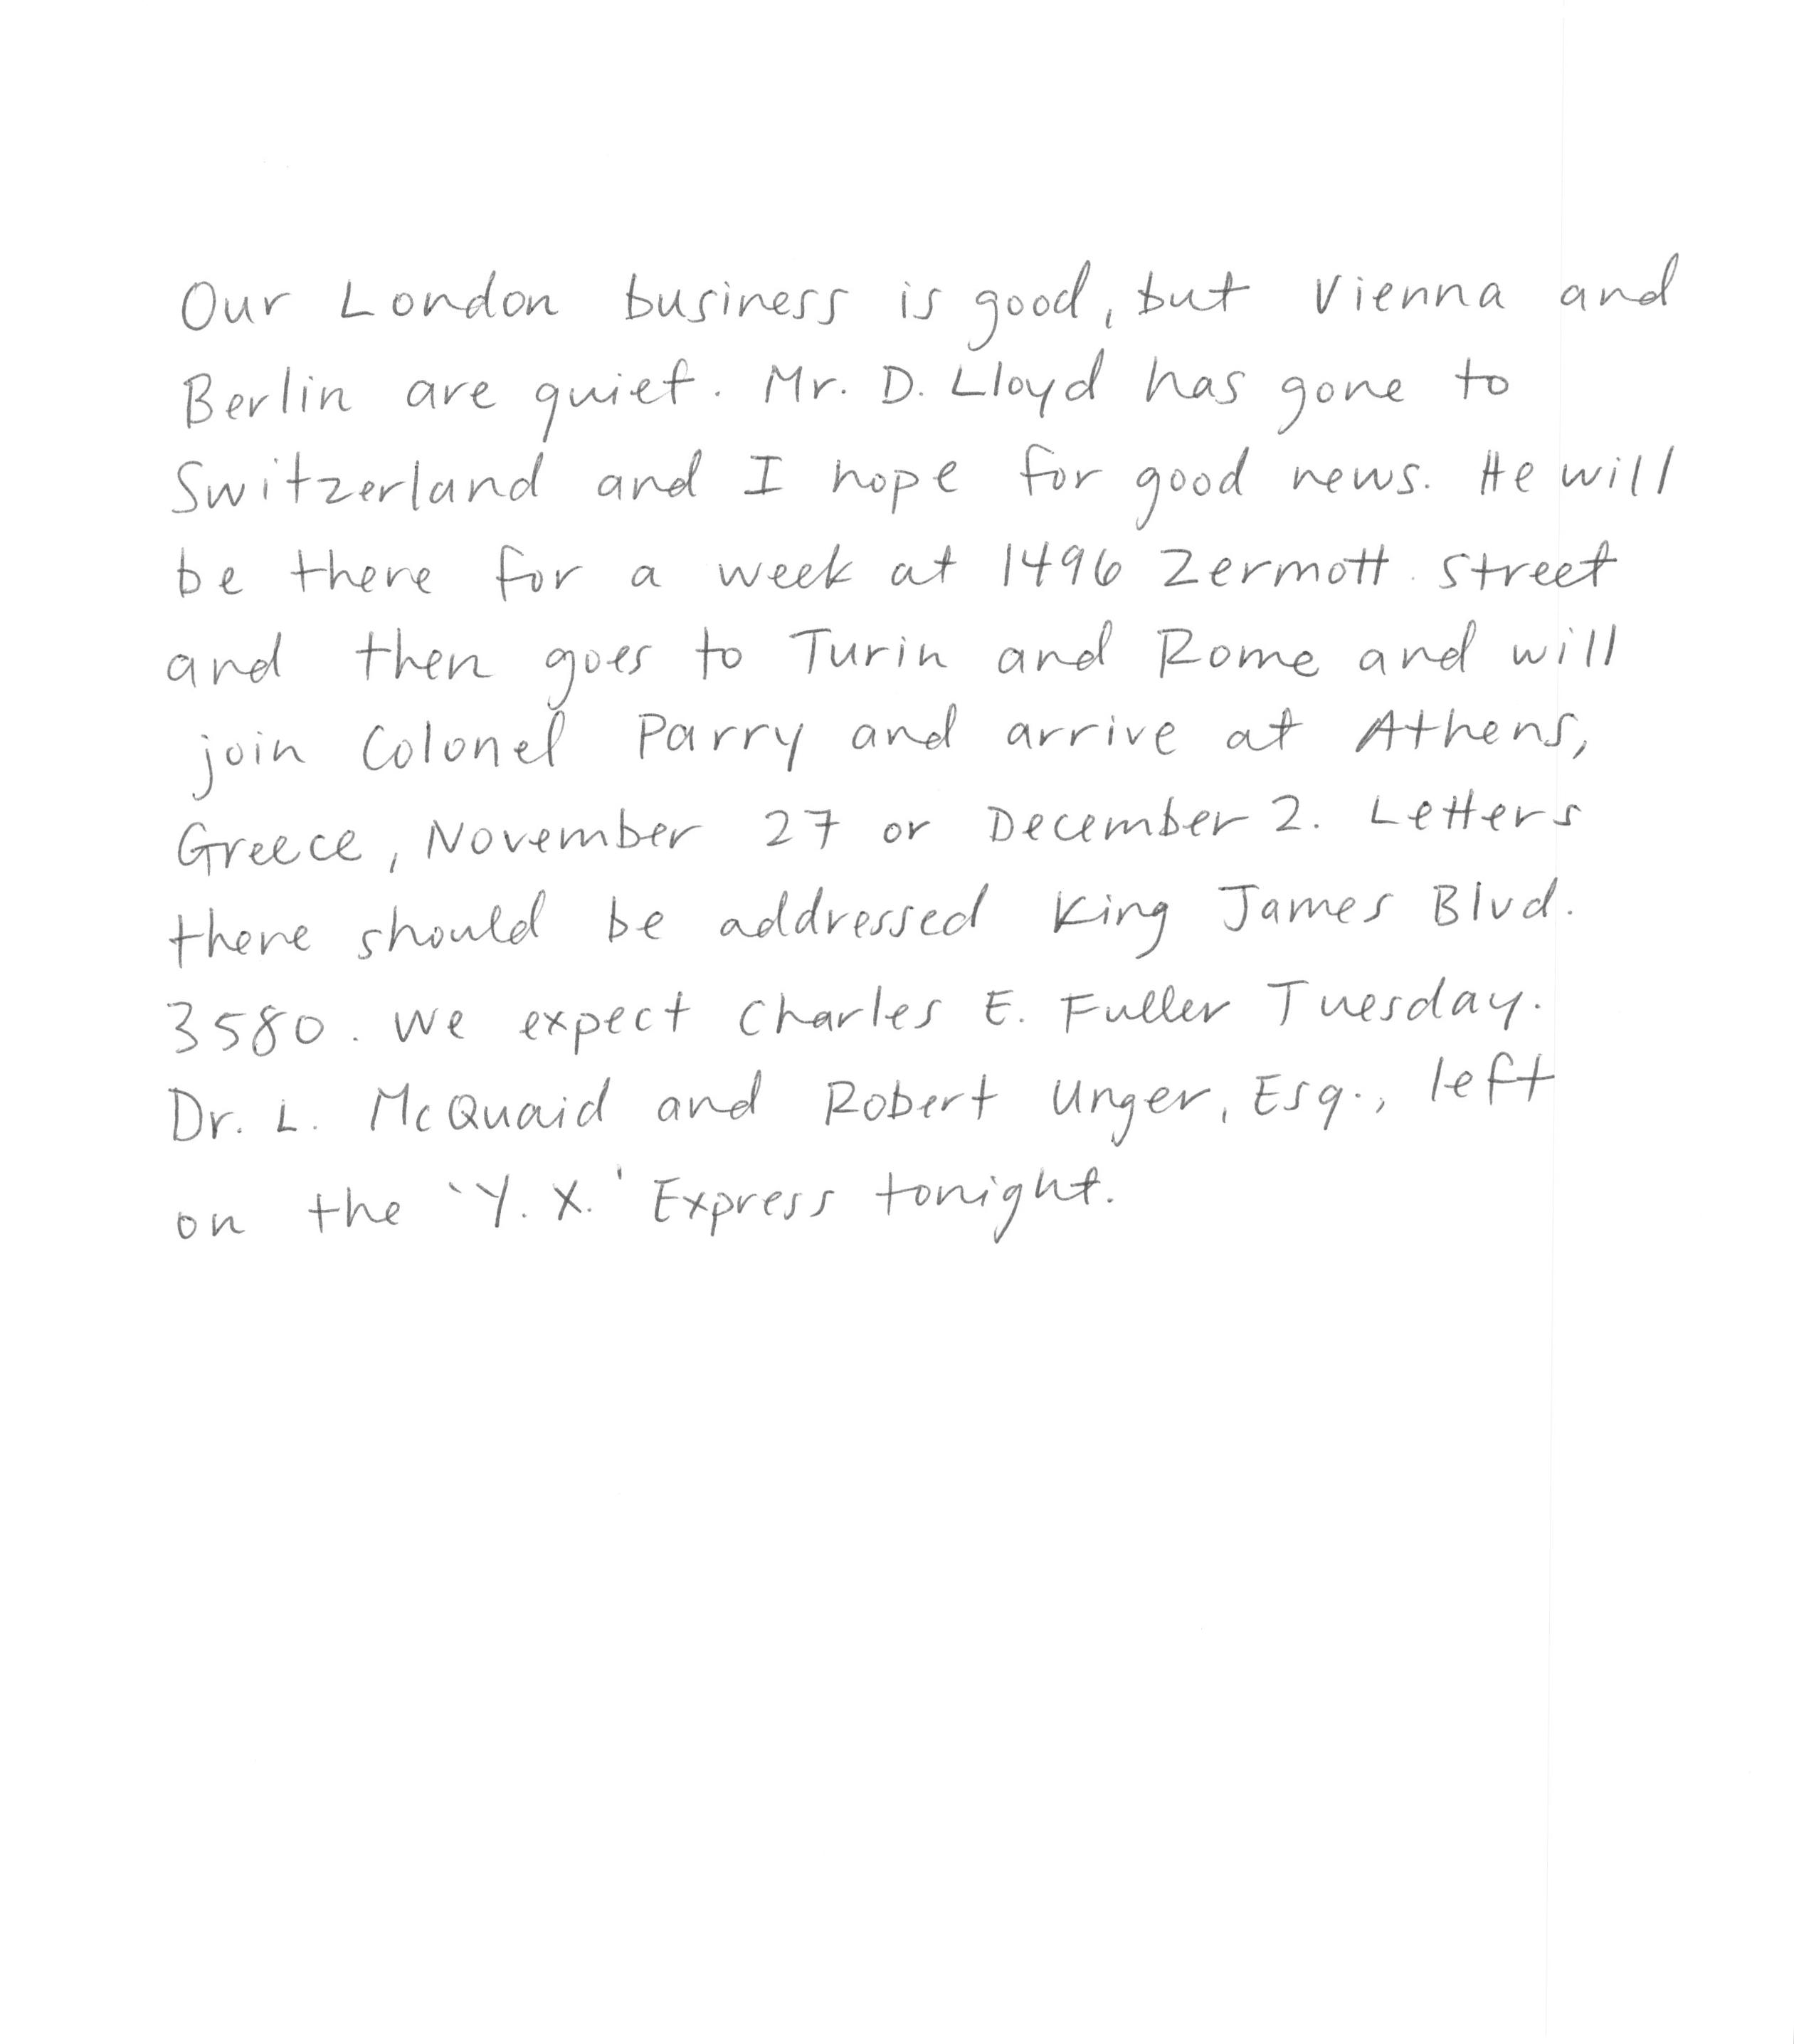 Our London business is good, but Vienna and
Berlin are quiet. Mr. D. Lloyd has gone to
Switzerland and I hope for good news. He will
be there for a week at 1496 Zermott street
and then goes to Turin and Rome and will
join Colonel Parry and arrive at Athens,
Greece, November 27 or December 2. Letters
there should be addressed King James Blvd.
3580. We expect Charles E. Fuller Tuesday.
Dr. L. McQuaid and Robert Unger, Esq., left
on the 'Y. X.' Express tonight.